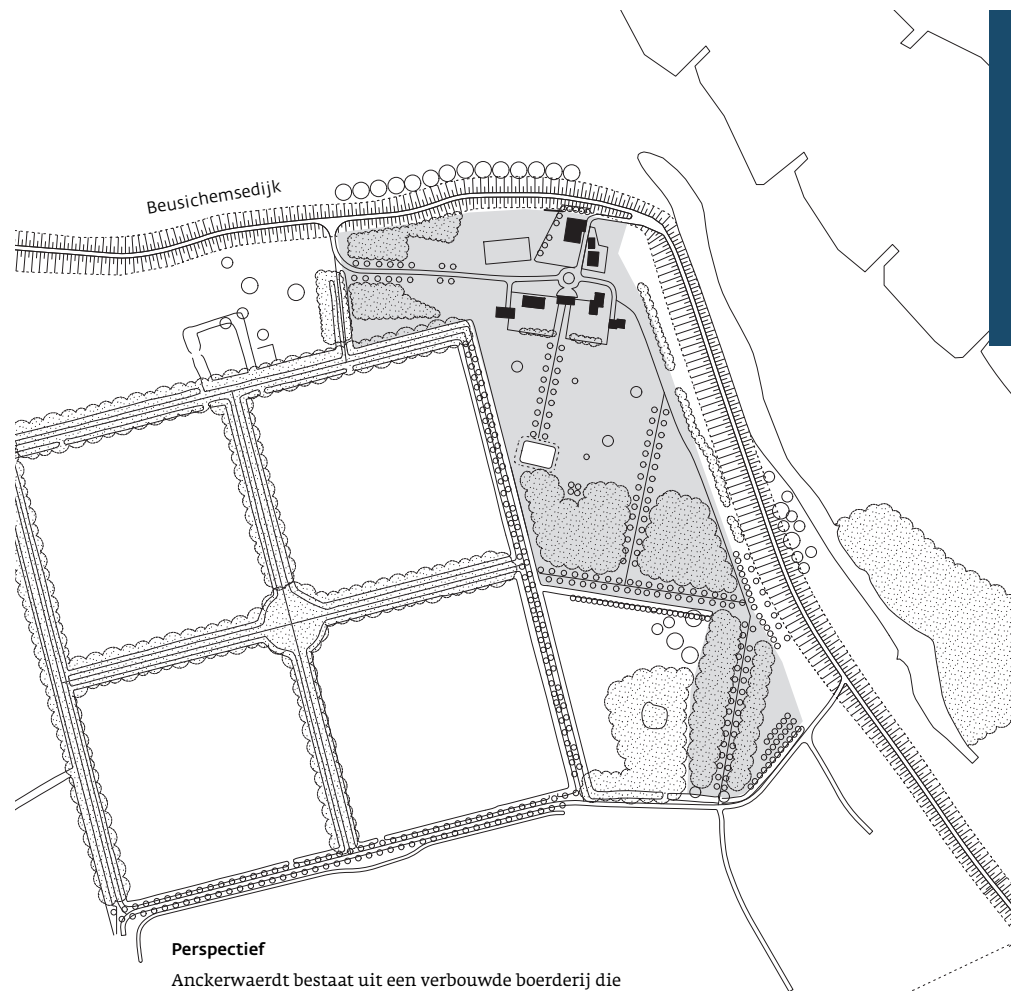 Beusichemsedijk
Perspectief
Anckerwaerdt bestaat uit een verbouwde boerderij die